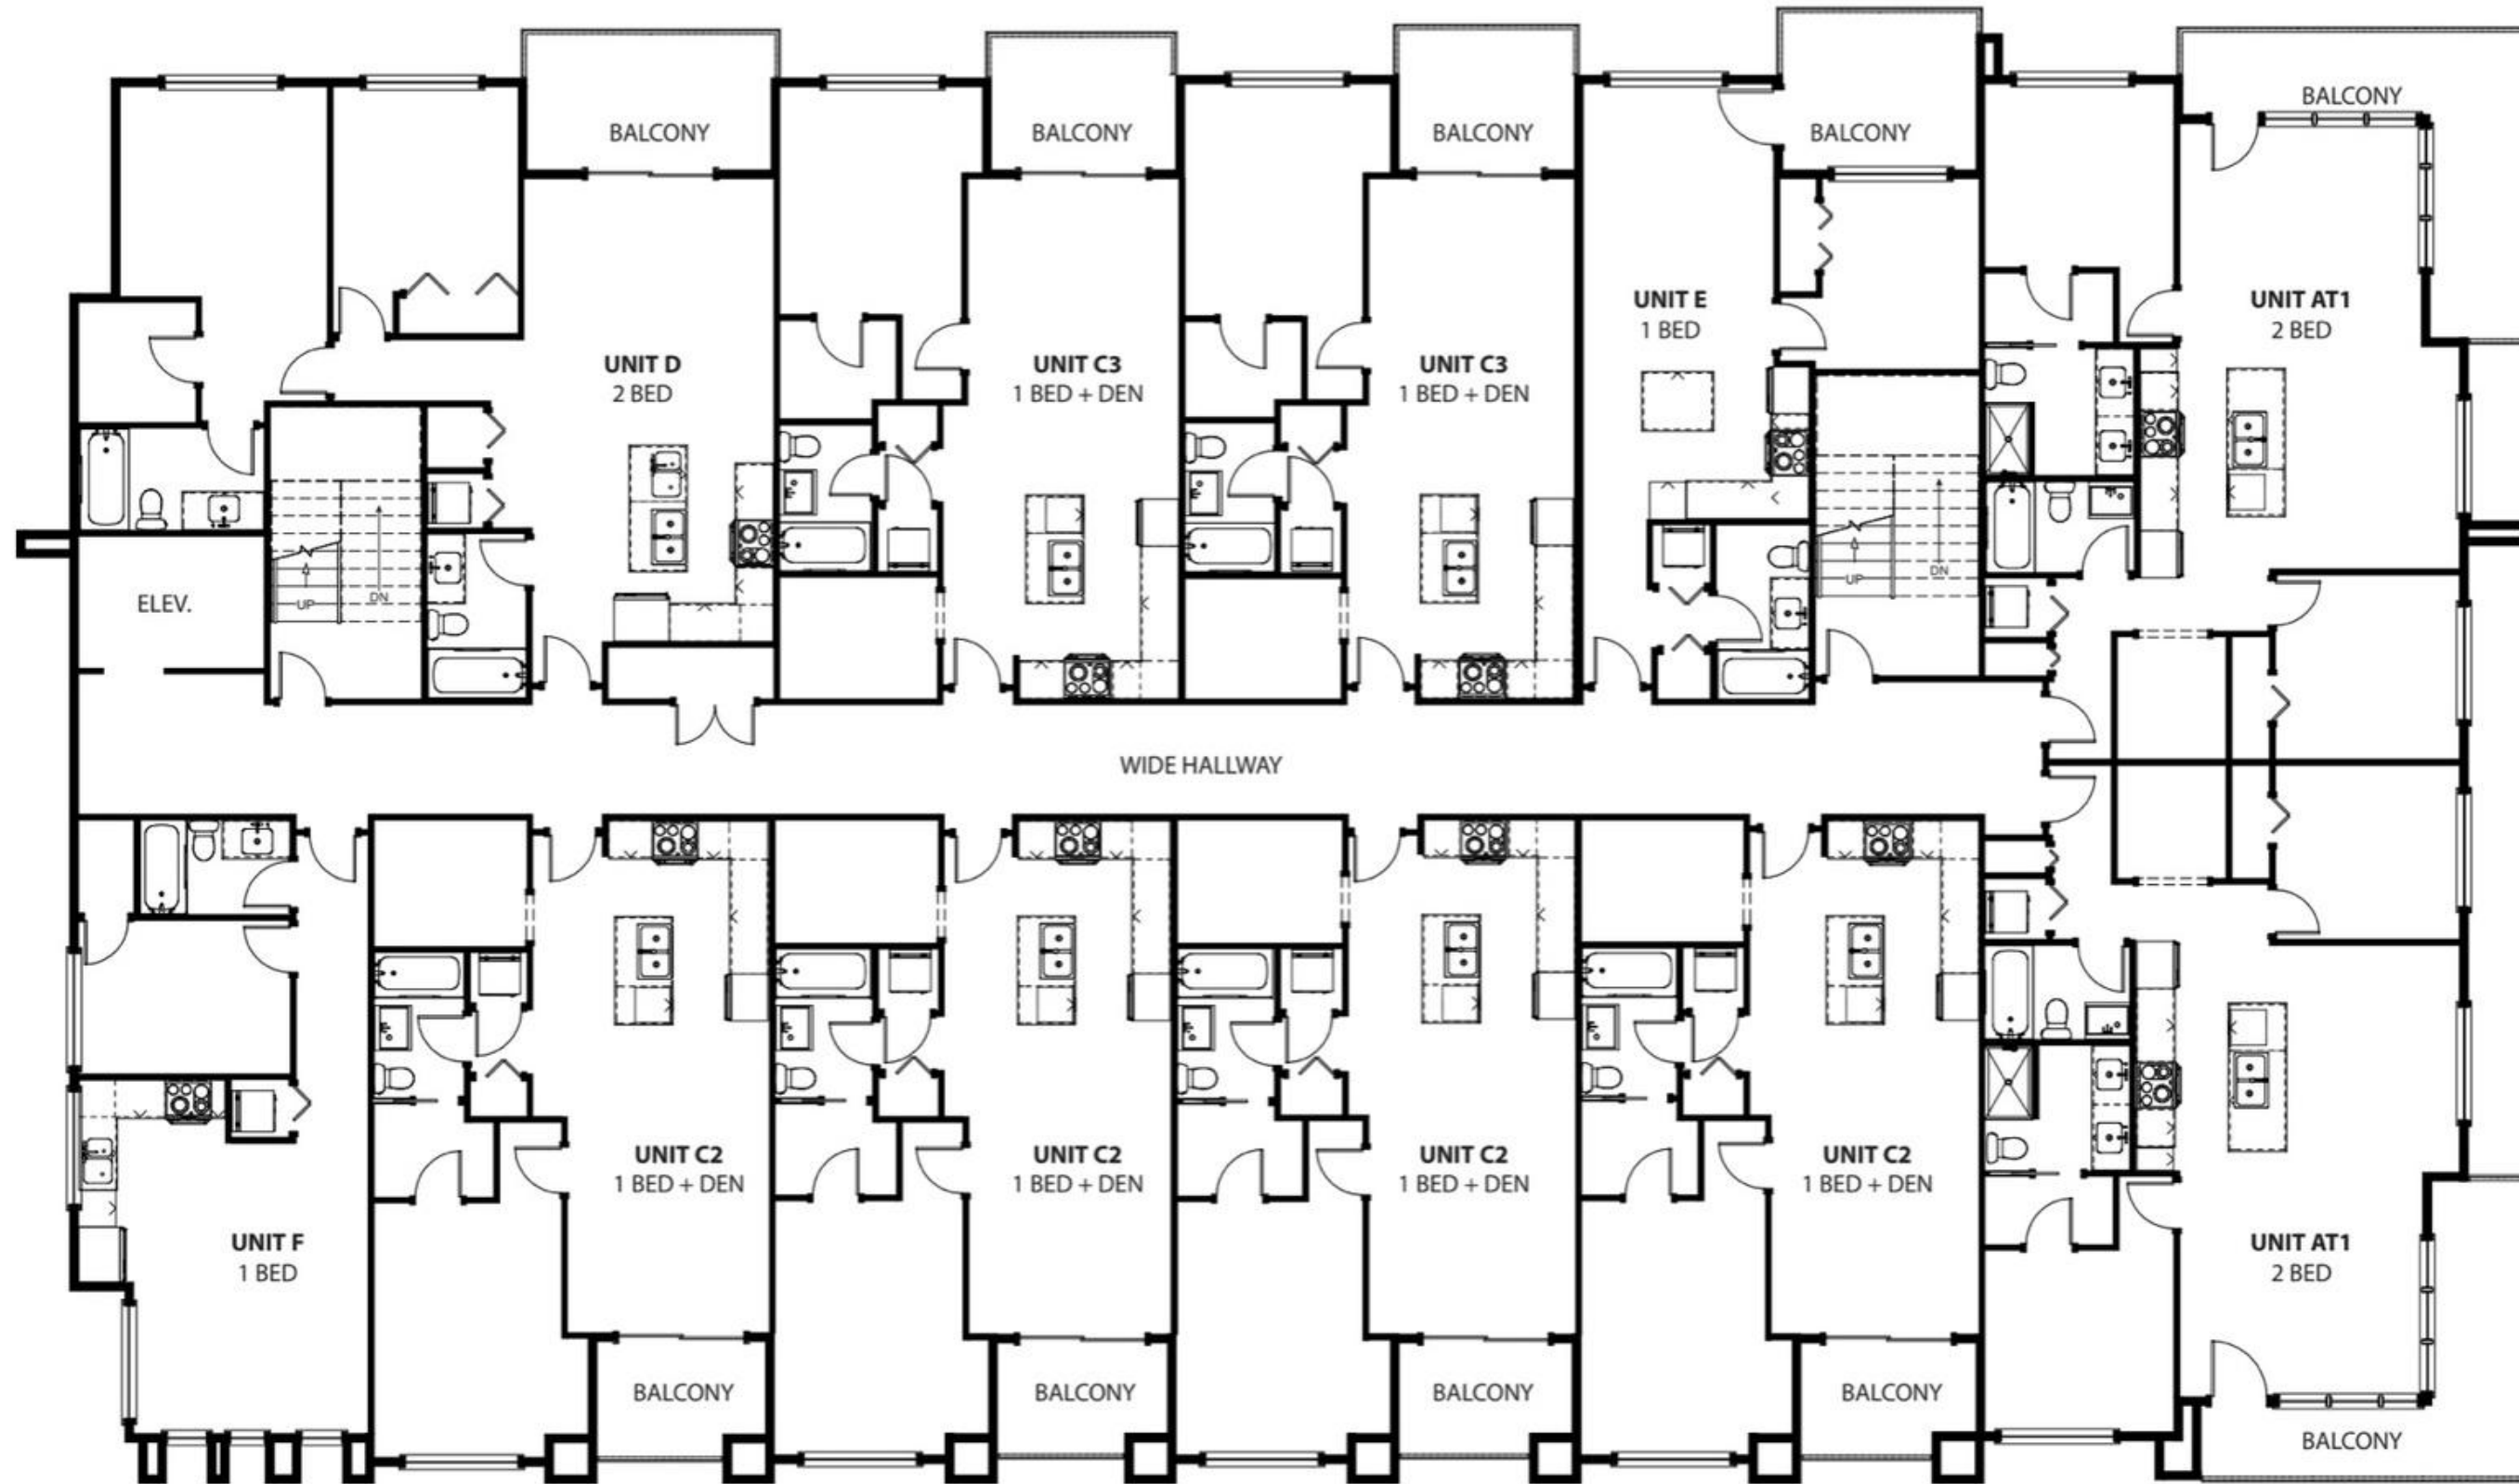 BALCONY
BALCONY
BALCONY
BALCONY
BALCONY
UNIT D
2 BED
UNIT C3
1 BED + DEN
UNIT C3
1 BED + DEN
UNIT E
1 BED
UNIT AT1
2 BED
ELEV.
UP
DN
UP
DN
WIDE HALLWAY
UNIT F
1 BED
UNIT C2
1 BED + DEN
UNIT C2
1 BED + DEN
UNIT C2
1 BED + DEN
UNIT C2
1 BED + DEN
UNIT AT1
2 BED
BALCONY
BALCONY
BALCONY
BALCONY
BALCONY